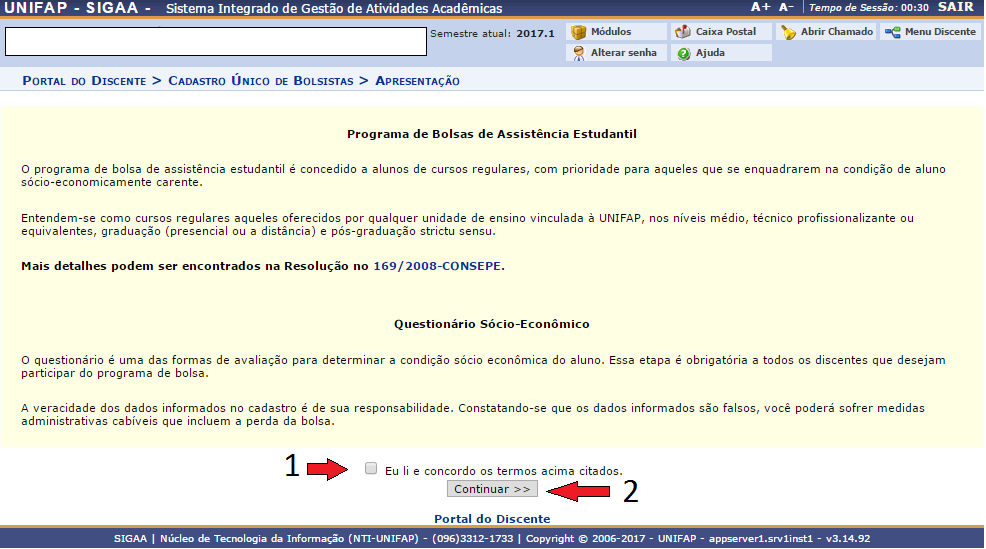 UNIFAP - SIGAA - Sistema Integrado de Gestão de Atividades Acadêmicas A+ A- Tempo de Sessão: 00:30 SAIR
Semestre atual: 2017.1 Módulos Caixa Postal Abrir Chamado Menu Discente
Alterar senha Ajuda
Portal do Discente > Cadastro Único de Bolsistas > Apresentação
Programa de Bolsas de Assistência Estudantil
O programa de bolsa de assistência estudantil é concedido a alunos de cursos regulares, com prioridade para aqueles que se enquadrarem na condição de aluno
sócio-economicamente carente.
Entendem-se como cursos regulares aqueles oferecidos por qualquer unidade de ensino vinculada à UNIFAP, nos níveis médio, técnico profissionalizante ou
equivalentes, graduação (presencial ou a distância) e pós-graduação strictu sensu.
Mais detalhes podem ser encontrados na Resolução no 169/2008-CONSEPE.
Questionário Sócio-Econômico
O questionário é uma das formas de avaliação para determinar a condição sócio econômica do aluno. Essa etapa é obrigatória a todos os discentes que desejam
participar do programa de bolsa.
A veracidade dos dados informados no cadastro é de sua responsabilidade. Constatando-se que os dados informados são falsos, você poderá sofrer medidas
administrativas cabíveis que incluem a perda da bolsa.
1 Eu li e concordo os termos acima citados.
Continuar >> 2
Portal do Discente
SIGAA | Núcleo de Tecnologia da Informação (NTI-UNIFAP) - (096)3312-1733 | Copyright © 2006-2017 - UNIFAP - appserver1.srv1inst1 - v3.14.92